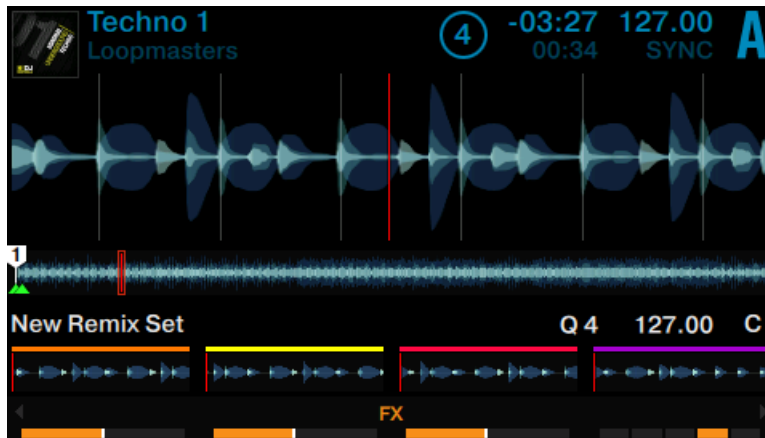 Techno 1
Loopmasters
4
-03:27 127.00 A
00:34 SYNC
1
New Remix Set Q 4 127.00 C
FX